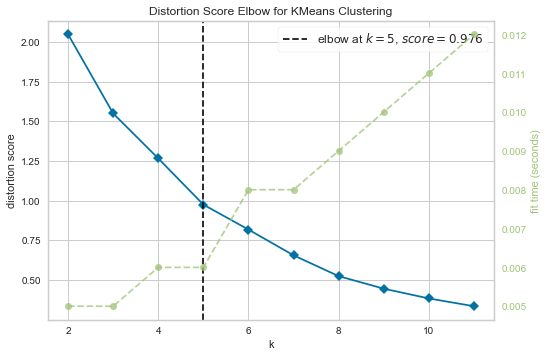 Distortion Score Elbow for KMeans Clustering
elbow at k = 5, score = 0.976
distortion score
2.00
1.75
1.50
1.25
1.00
0.75
0.50
fit time (seconds)
0.012
0.011
0.010
0.009
0.008
0.007
0.006
0.005
2 4 6 8 10
k